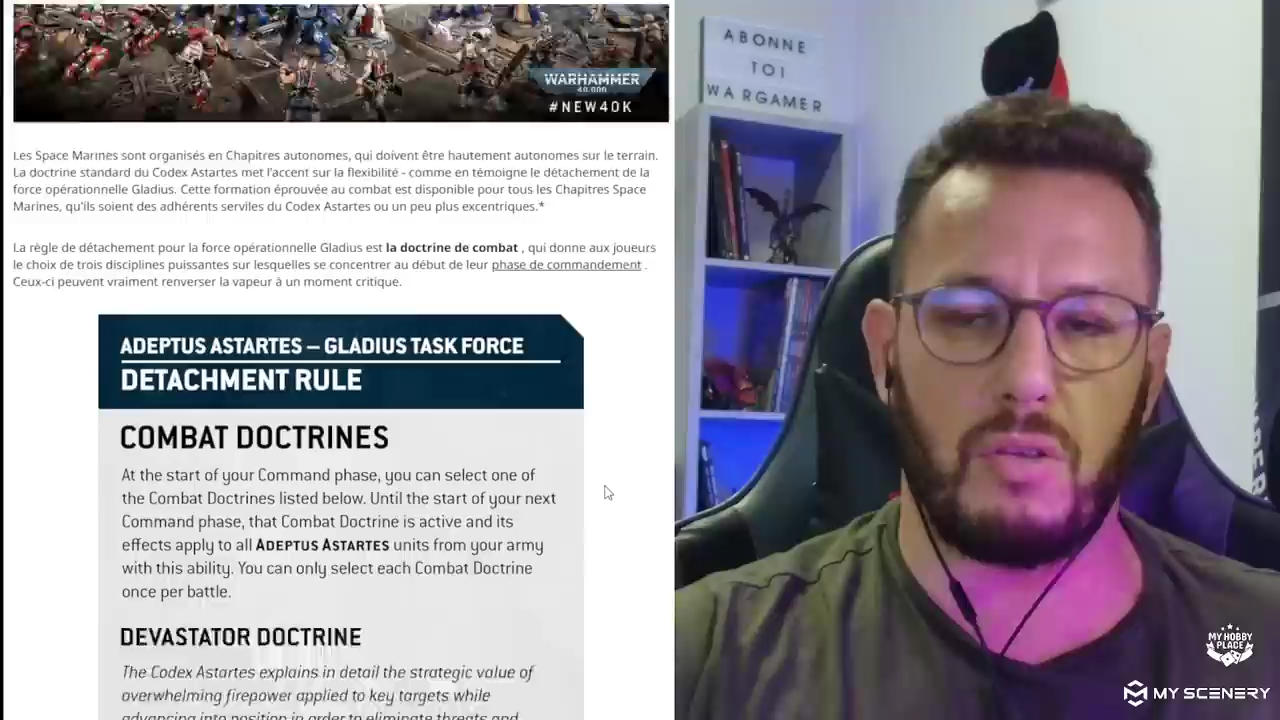 WARHAMMER
40,000
#NEW40K
Les Space Marines sont organisés en Chapitres autonomes, qui doivent être hautement autonomes sur le terrain.
La doctrine standard du Codex Astartes met l'accent sur la flexibilité - comme en témoigne le détachement de la
force opérationnelle Gladius. Cette formation éprouvée au combat est disponible pour tous les Chapitres Space
Marines, qu'ils soient des adhérents serviles du Codex Astartes ou un peu plus excentriques.*
La règle de détachement pour la force opérationnelle Gladius est la doctrine de combat , qui donne aux joueurs
le choix de trois disciplines puissantes sur lesquelles se concentrer au début de leur phase de commandement .
Ceux-ci peuvent vraiment renverser la vapeur à un moment critique.
ADEPTUS ASTARTES – GLADIUS TASK FORCE
DETACHMENT RULE
COMBAT DOCTRINES
At the start of your Command phase, you can select one of
the Combat Doctrines listed below. Until the start of your next
Command phase, that Combat Doctrine is active and its
effects apply to all ADEPTUS ASTARTES units from your army
with this ability. You can only select each Combat Doctrine
once per battle.
DEVASTATOR DOCTRINE
The Codex Astartes explains in detail the strategic value of
overwhelming firepower applied to key targets while
advancing into position in order to eliminate threats and
ABONNE
TOI
WARGAMER
MY HOBBY
PLACE
MY SCENERY